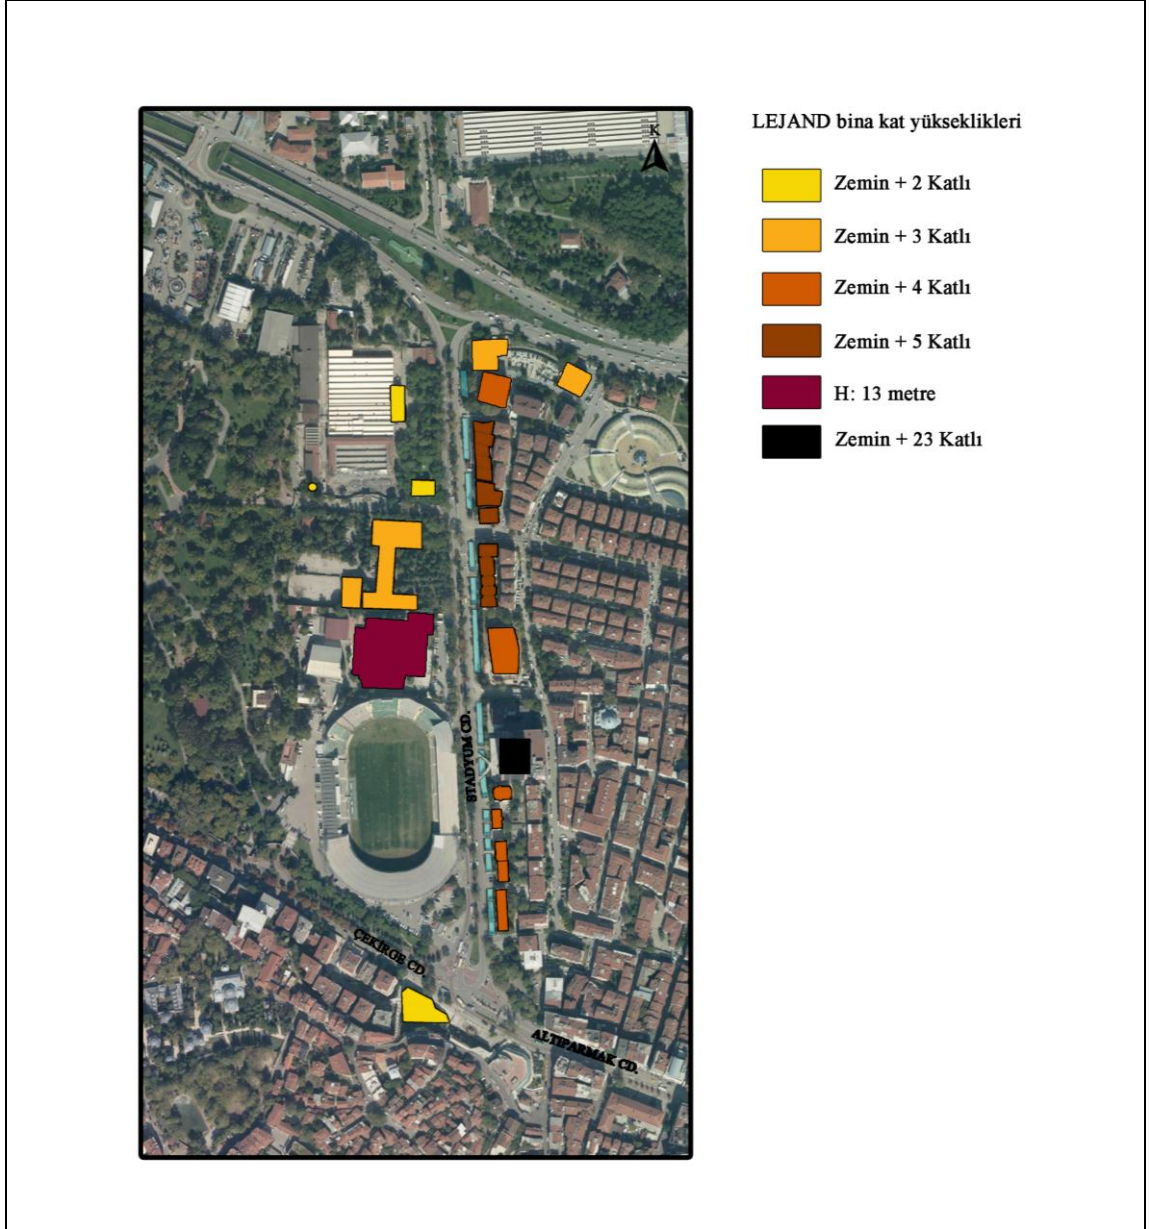 LEJAND bina kat yükseklikleri
K
Zemin + 2 Katlı
Zemin + 3 Katlı
Zemin + 4 Katlı
Zemin + 5 Katlı
H: 13 metre
Zemin + 23 Katlı
STADYUM CD.
ÇEKİRGE CD.
ALTIPARMAK CD.